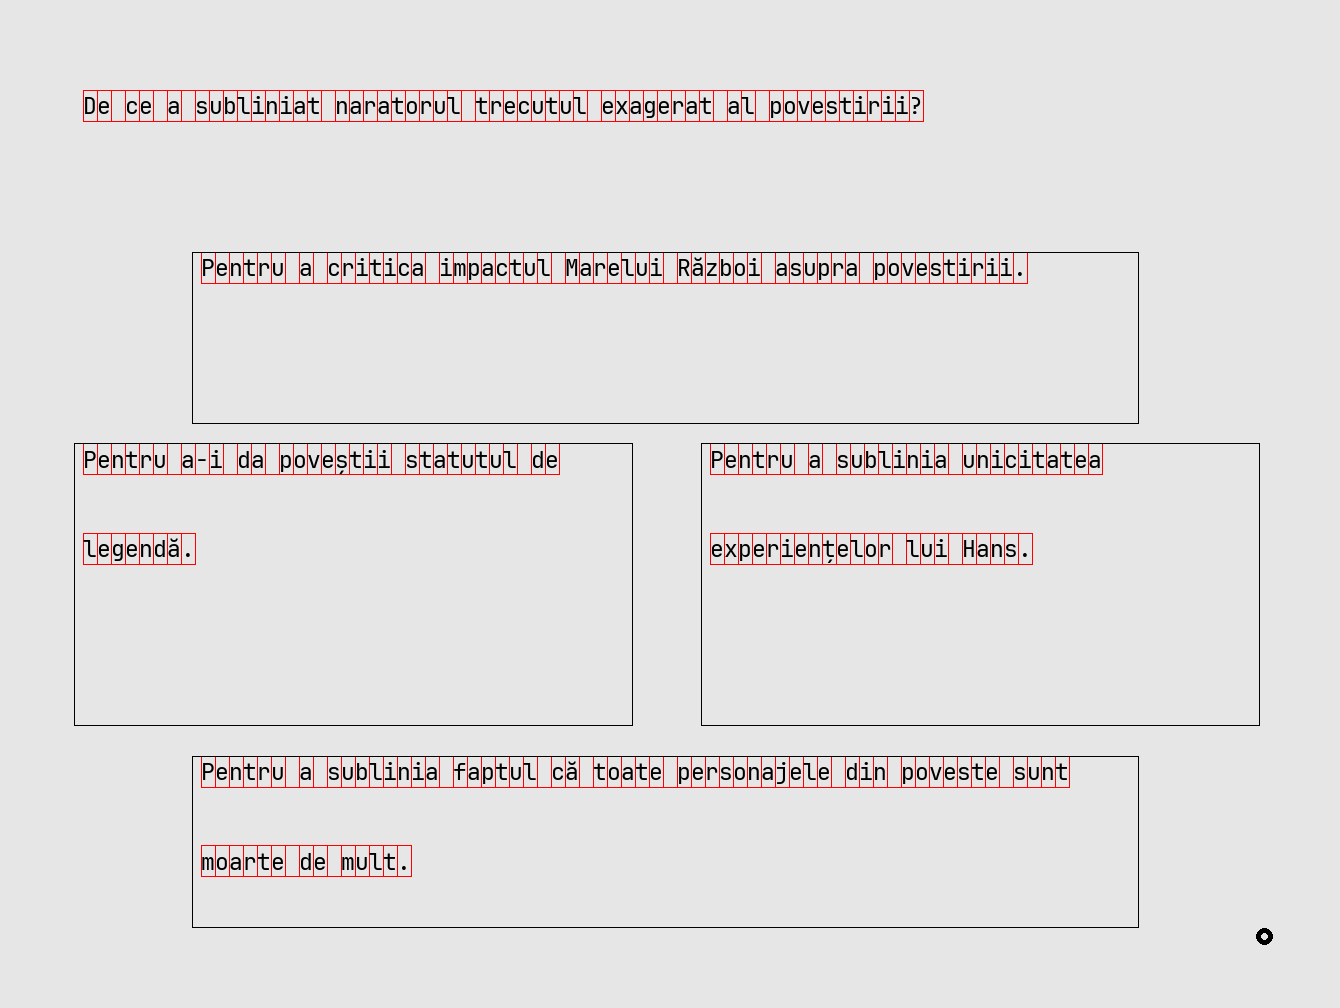 De ce a subliniat naratorul trecutul exagerat al povestirii?
Pentru a critica impactul Marelui Război asupra povestirii.
Pentru a-i da poveștii statutul de
legendă.
Pentru a sublinia unicitatea
experiențelor lui Hans.
Pentru a sublinia faptul că toate personajele din poveste sunt
moarte de mult.